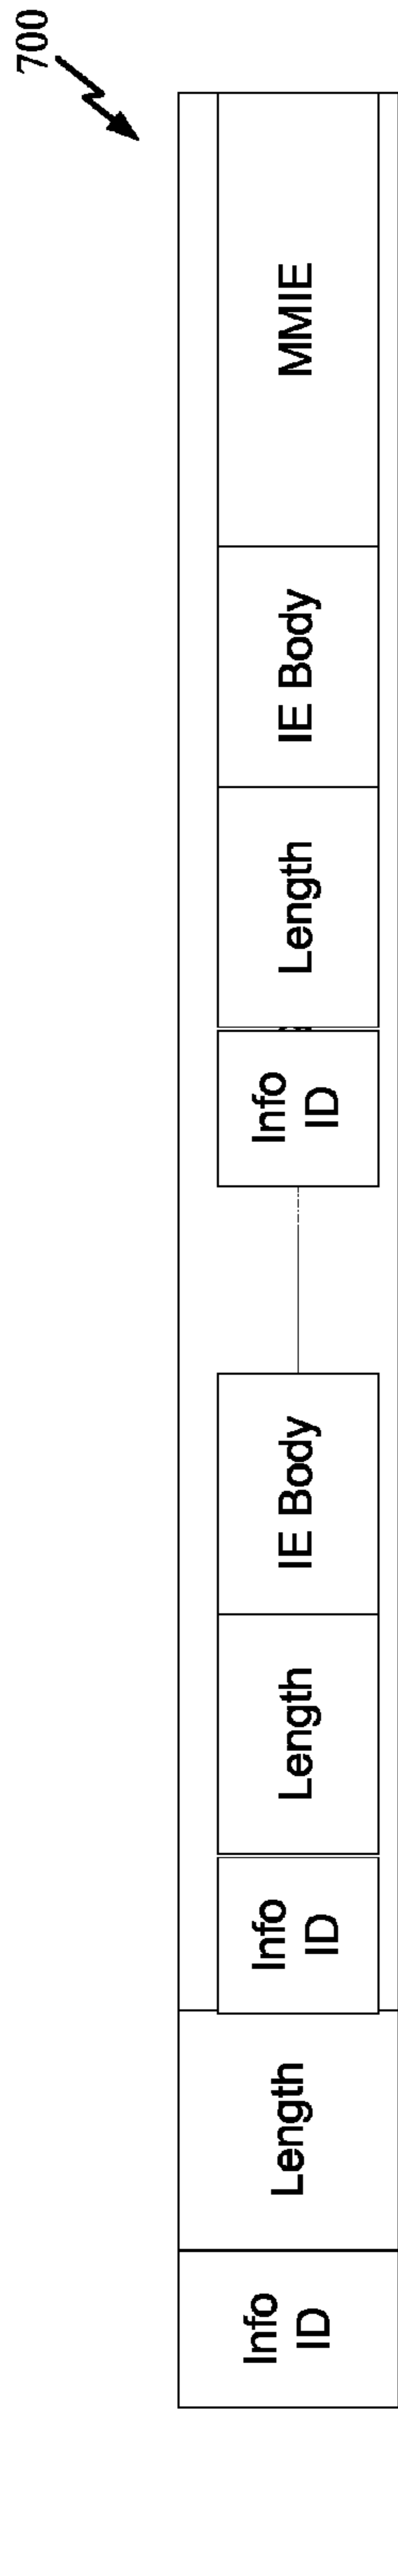 700
Info
ID
Length
Info
ID
Length
IE Body
Info
ID
Length
IE Body
MMIE